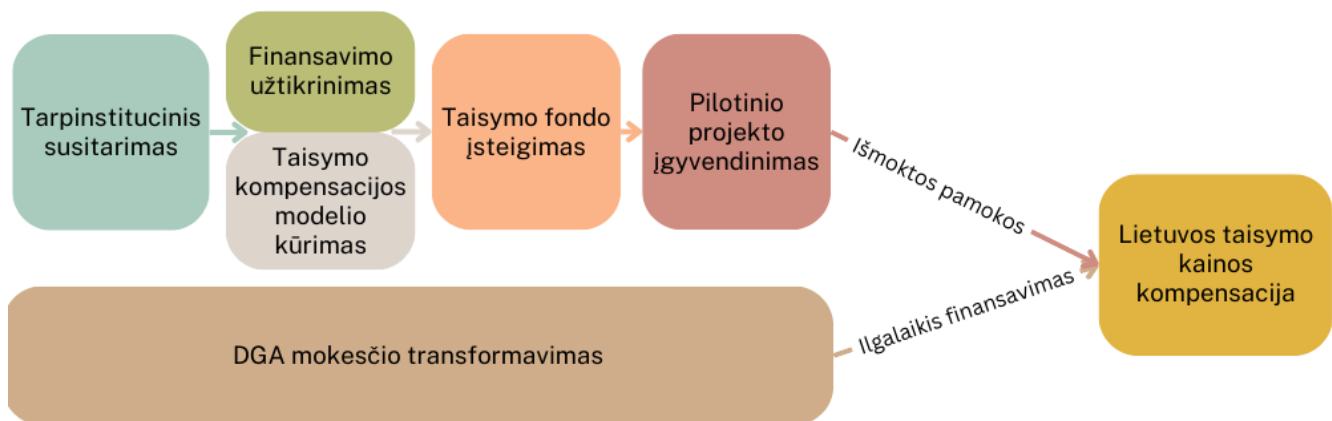 Tarpinstitucinis
susitarimas
Finansavimo
užtikrinimas
Taisymo
kompensacijos
modelio
kūrimas
Taisymo fondo
įsteigimas
Pilotinio
projekto
įgyvendinimas
Išmoktos pamokos
Lietuvos taisymo
kainos
kompensacija
Ilgalaikis finansavimas
DGA mokesčio transformavimas